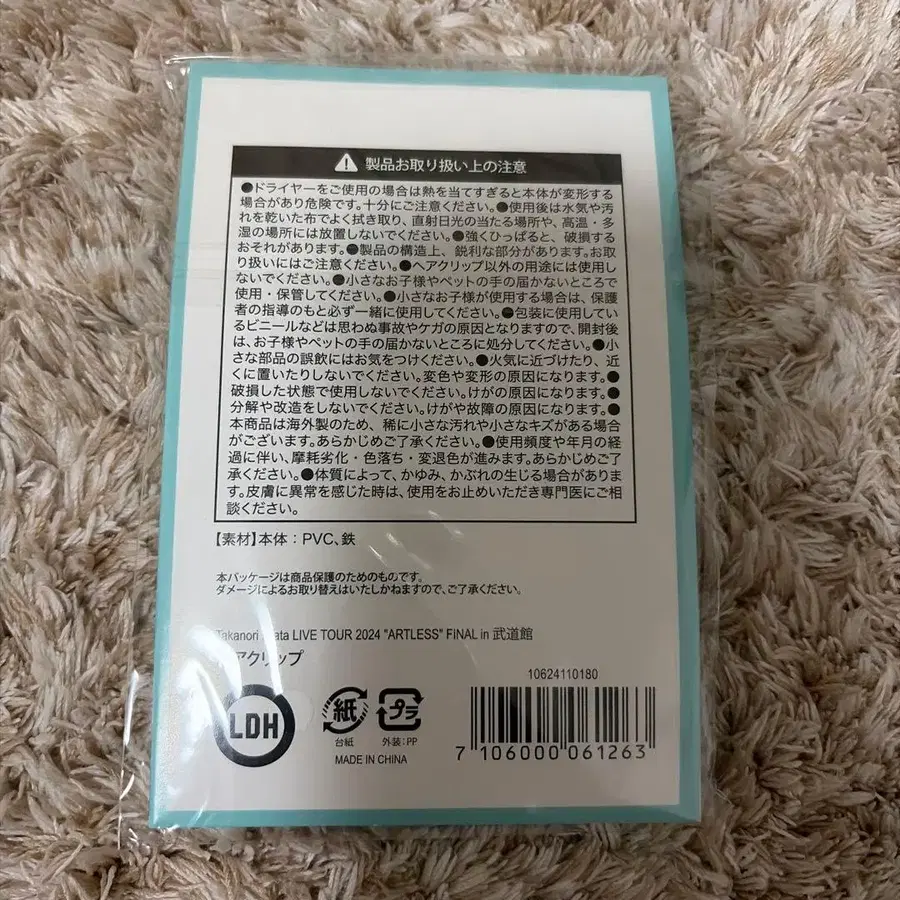 製品お取り扱い上の注意
●ドライヤーをご使用の場合は熱を当てすぎると本体が変形する
場合があり危険です。十分にご注意ください。●使用後は水気や汚
れを乾いた布でよく拭き取り、直射日光の当たる場所や、高温・多
湿の場所には放置しないでください。●強くひっぱると、破損する
おそれがあります。●製品の構造上、鋭利な部分があります。お取
り扱いにはご注意ください。●ヘアクリップ以外の用途には使用し
ないでください。●小さなお子様やペットの手の届かないところで
使用・保管してください。●小さなお子様が使用する場合は、保護
者の指導のもと必ず一緒に使用してください。●包装に使用してい
るビニールなどは思わぬ事故やケガの原因となりますので、開封後
は、お子様やペットの手の届かないところに処分してください。●小
さな部品の誤飲にはお気をつけください。●火気に近づけたり、近
くに置いたりしないでください。変色や変形の原因になります。●
破損した状態で使用しないでください。けがの原因になります。●
分解や改造をしないでください。けがや故障の原因になります。●
本商品は海外製のため、稀に小さな汚れや小さなキズがある場合
がございます。あらかじめご了承ください。●使用頻度や年月の経
過に伴い、摩耗劣化・色落ち・変退色が進みます。あらかじめご了
承ください。●体質によって、かゆみ、かぶれの生じる場合がありま
す。皮膚に異常を感じた時は、使用をお止めいただき専門医にご相
談ください。
【素材】本体：PVC、鉄
本パッケージは商品保護のためのものです。
ダメージによるお取り替えはいたしかねますので、ご了承ください。
Takanori LIVE TOUR 2024 "ARTLESS" FiNAL in 武道館
アクリップ
10624110180
LDH
紙
プラ
台紙
外装：PP
MADE IN CHINA
7 106000 061263